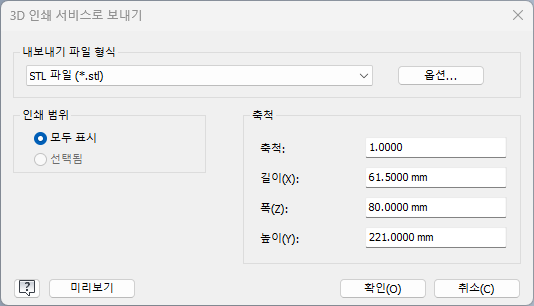 3D 인쇄 서비스로 보내기
내보내기 파일 형식
STL 파일 (*.stl)
옵션...
인쇄 범위
모두 표시
선택됨
축척
축척:
1.0000
길이(X):
61.5000 mm
폭(Z):
80.0000 mm
높이(Y):
221.0000 mm
?
미리보기
확인(O)
취소(C)